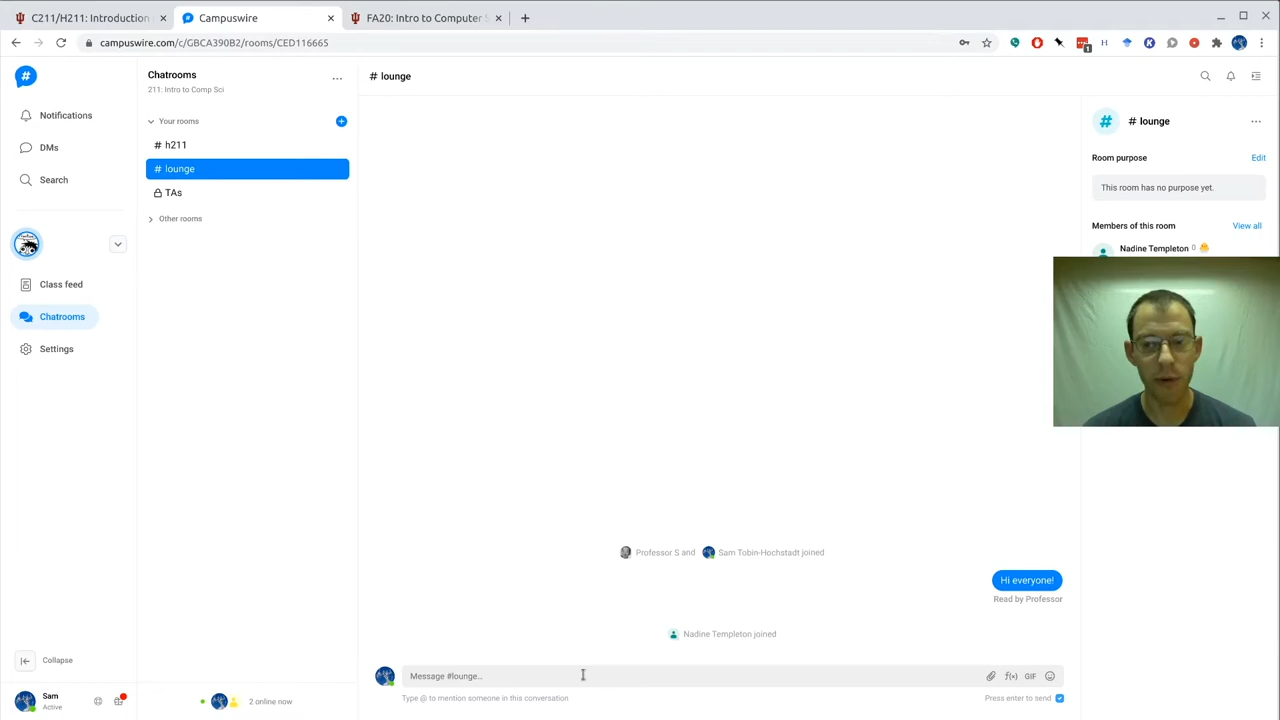 C211/H211: Introduction
Campuswire
FA20: Intro to Computer S
campuswire.com/c/GBCA390B2/rooms/CED116665
Notifications
DMs
Search
Class feed
Chatrooms
Settings
Collapse
Sam
Active
Chatrooms
211: Intro to Comp Sci
Your rooms
# h211
# lounge
TAs
Other rooms
2 online now
# lounge
Professor S and Sam Tobin-Hochstadt joined
Hi everyone!
Read by Professor
Nadine Templeton joined
Message #lounge...
GIF
Type @ to mention someone in this conversation
Press enter to send
# lounge
Room purpose
Edit
This room has no purpose yet.
Members of this room
View all
Nadine Templeton 0